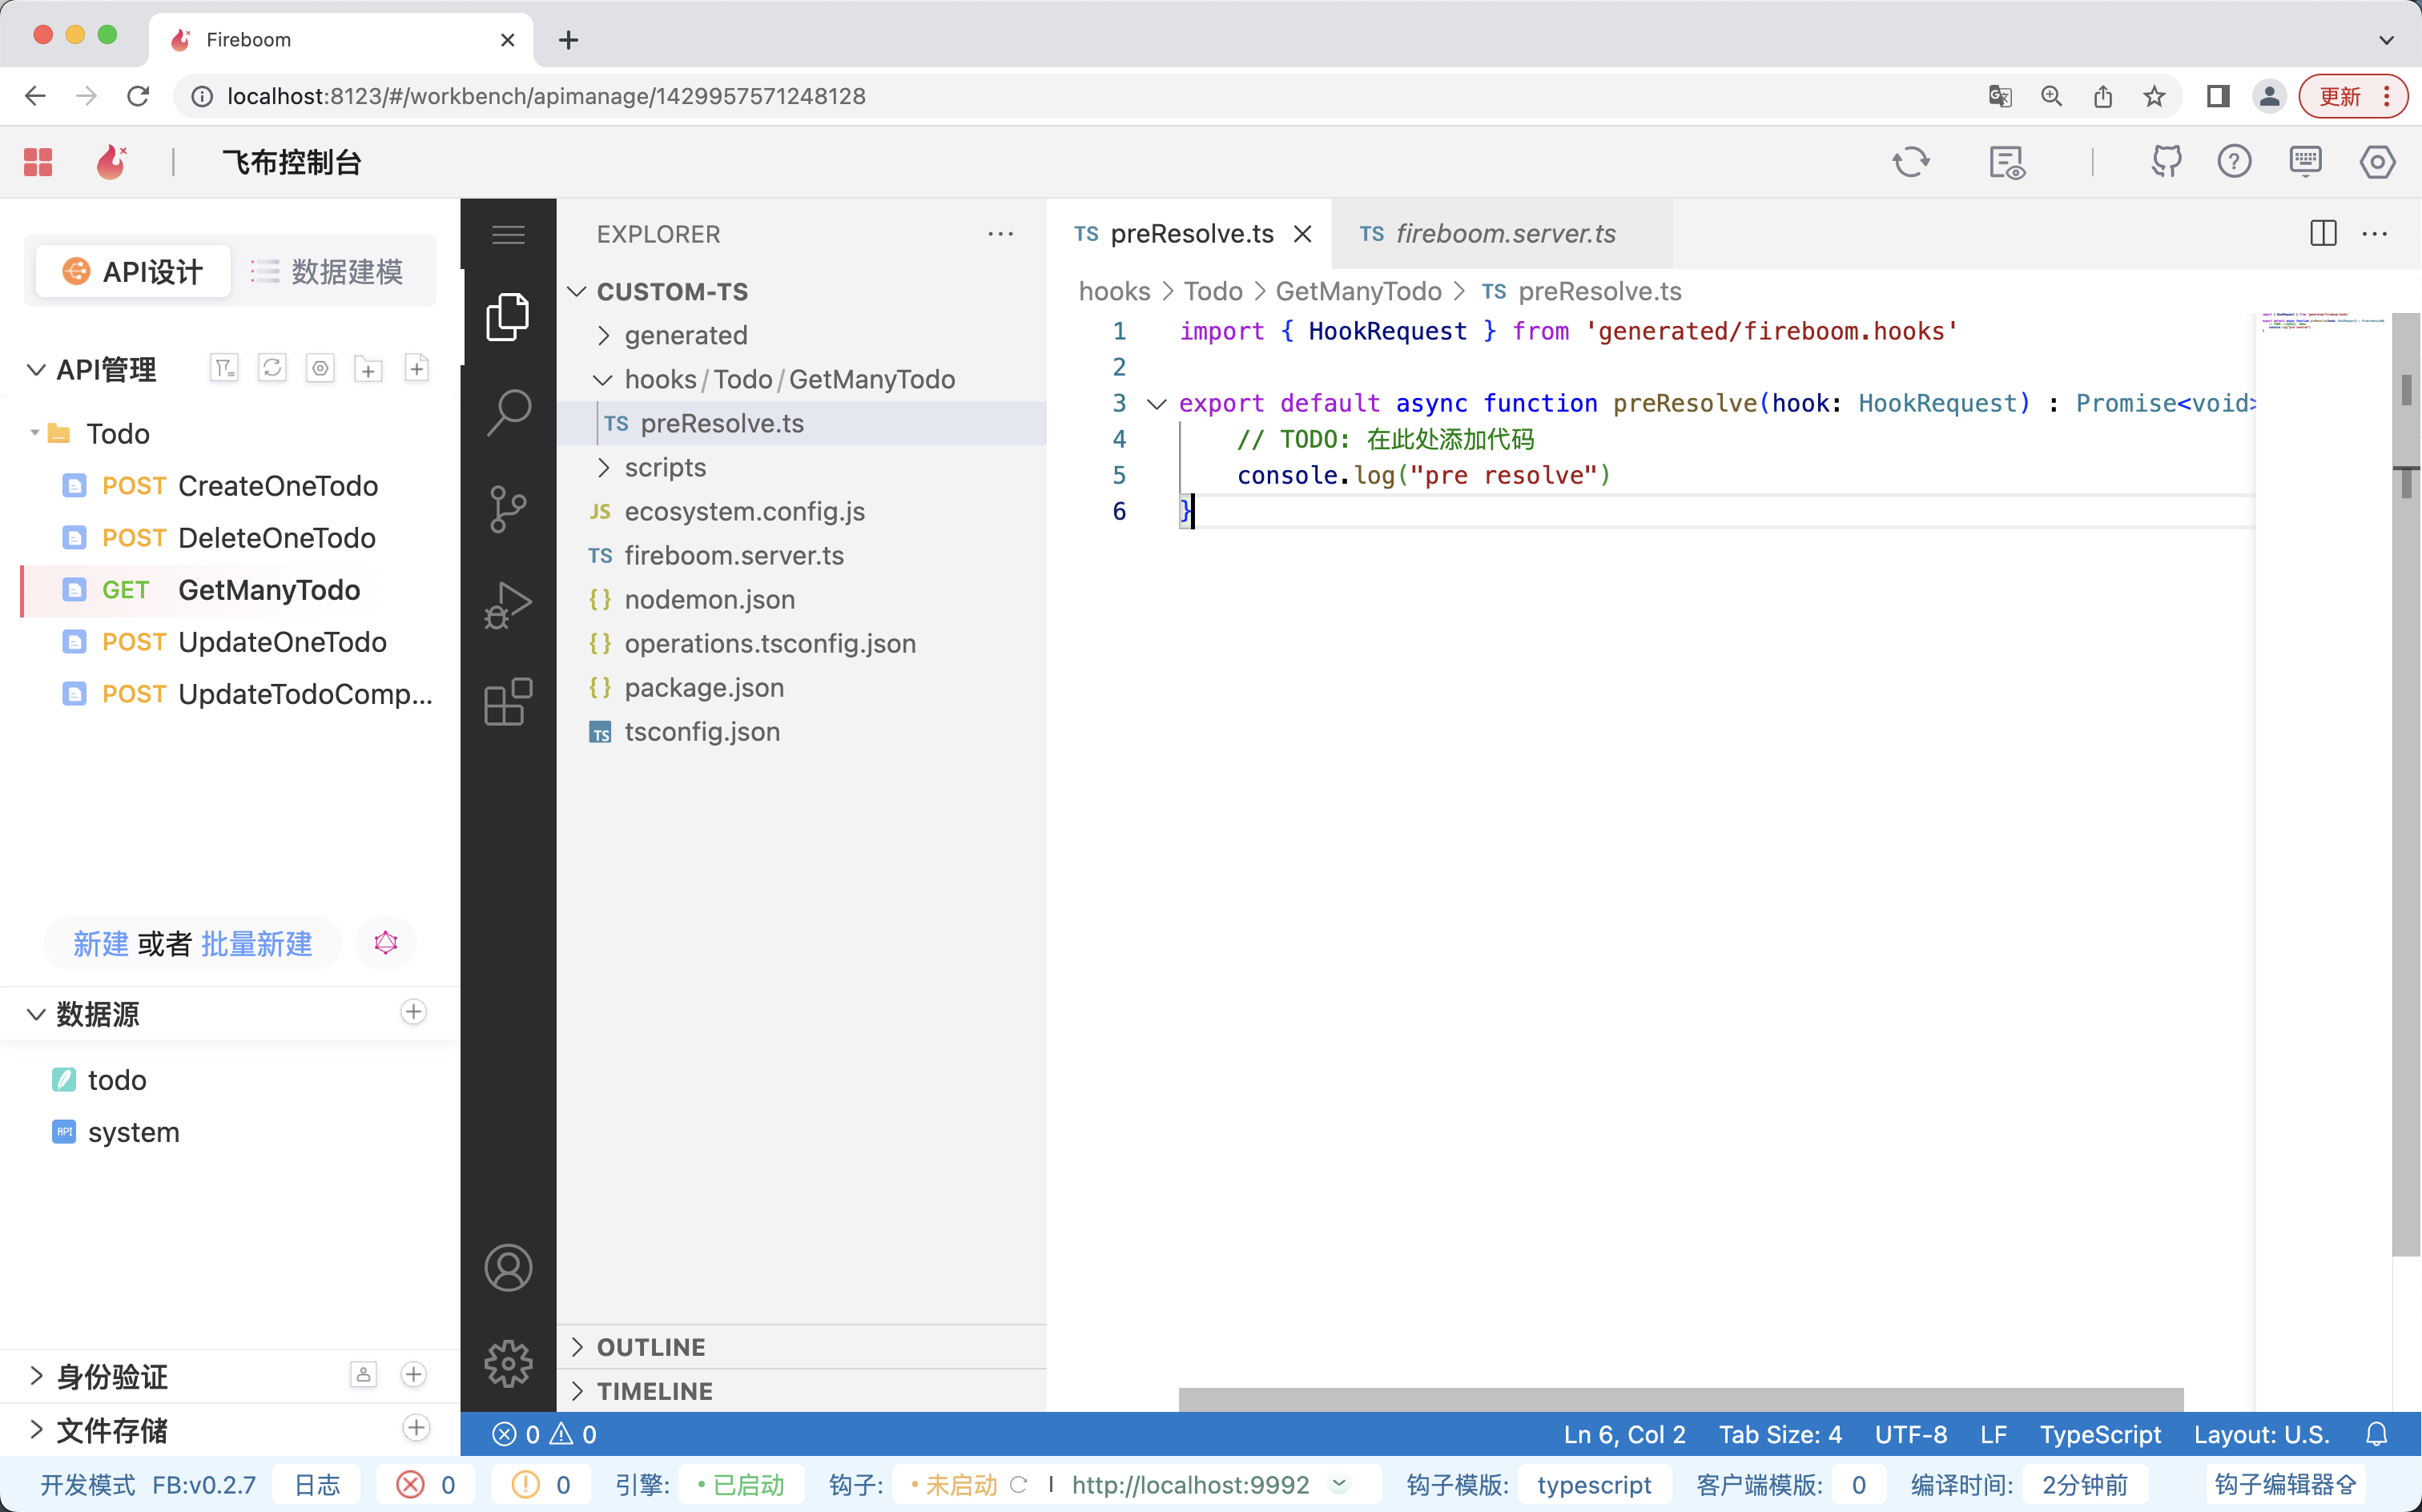 Fireboom
localhost:8123/#/workbench/apimanage/1429957571248128
更新
飞布控制台
API设计
数据建模
API管理
Todo
POST CreateOneTodo
POST DeleteOneTodo
GET GetManyTodo
POST UpdateOneTodo
POST UpdateTodoComp...
新建 或者 批量新建
数据源
todo
API system
身份验证
文件存储
EXPLORER
CUSTOM-TS
generated
hooks/Todo/GetManyTodo
TS preResolve.ts
scripts
JS ecosystem.config.js
TS fireboom.server.ts
{} nodemon.json
{} operations.tsconfig.json
{} package.json
TS tsconfig.json
OUTLINE
TIMELINE
TS preResolve.ts
TS fireboom.server.ts
hooks > Todo > GetManyTodo > TS preResolve.ts
1 import { HookRequest } from 'generated/fireboom.hooks'
2
3 export default async function preResolve(hook: HookRequest) : Promise<void>
4 // TODO: 在此处添加代码
5 console.log("pre resolve")
6 }
0 0
Ln 6, Col 2 Tab Size: 4 UTF-8 LF TypeScript Layout: U.S.
开发模式 FB:v0.2.7 日志 0 0 引擎: 已启动 钩子: 未启动 | http://localhost:9992 钩子模版: typescript 客户端模版: 0 编译时间: 2分钟前 钩子编辑器